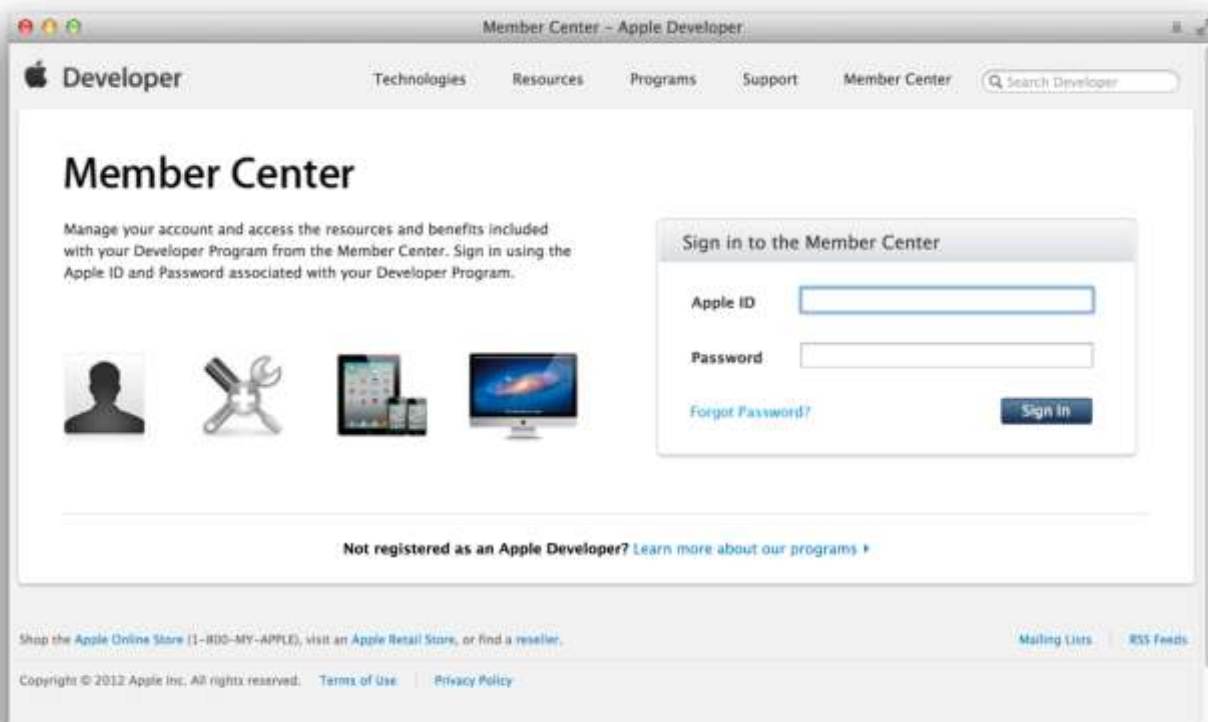 Member Center – Apple Developer
Developer
Technologies Resources Programs Support Member Center Search Developer
Member Center
Manage your account and access the resources and benefits included
with your Developer Program from the Member Center. Sign in using the
Apple ID and Password associated with your Developer Program.
Sign in to the Member Center
Apple ID
Password
Forgot Password? Sign In
Not registered as an Apple Developer? Learn more about our programs
Shop the Apple Online Store (1-800-MY-APPLE), visit an Apple Retail Store, or find a reseller.
Mailing Lists RSS Feeds
Copyright © 2012 Apple Inc. All rights reserved. Terms of Use Privacy Policy